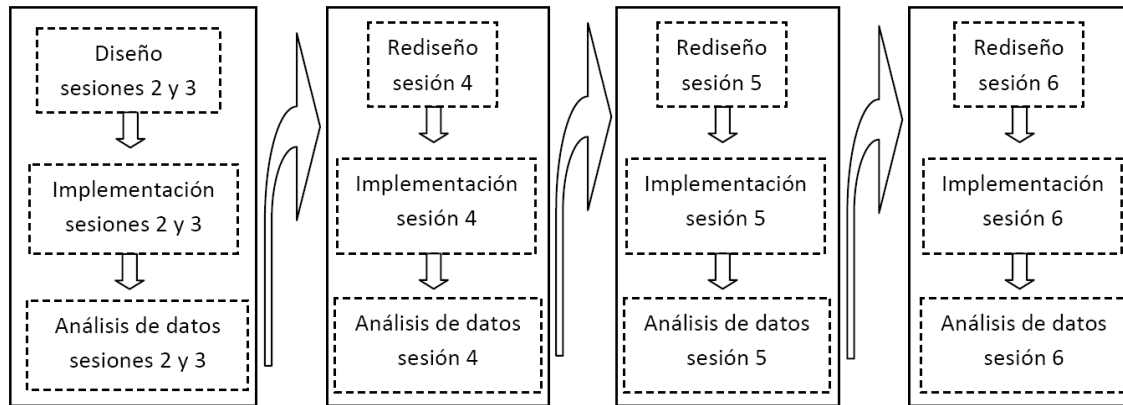 Diseño
sesiones 2 y 3
Implementación
sesiones 2 y 3
Análisis de datos
sesiones 2 y 3
Rediseño
sesión 4
Implementación
sesión 4
Análisis de datos
sesión 4
Rediseño
sesión 5
Implementación
sesión 5
Análisis de datos
sesión 5
Rediseño
sesión 6
Implementación
sesión 6
Análisis de datos
sesión 6